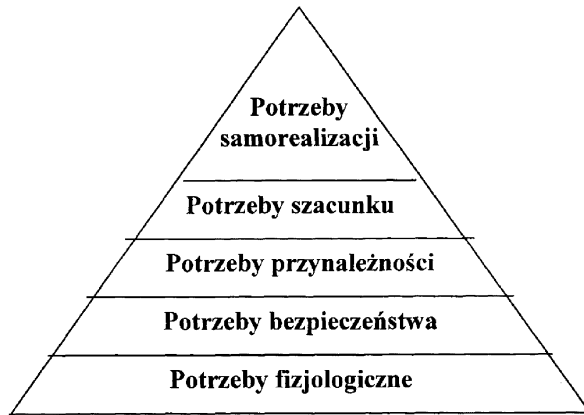 Potrzeby
samorealizacji
Potrzeby szacunku
Potrzeby przynależności
Potrzeby bezpieczeństwa
Potrzeby fizjologiczne